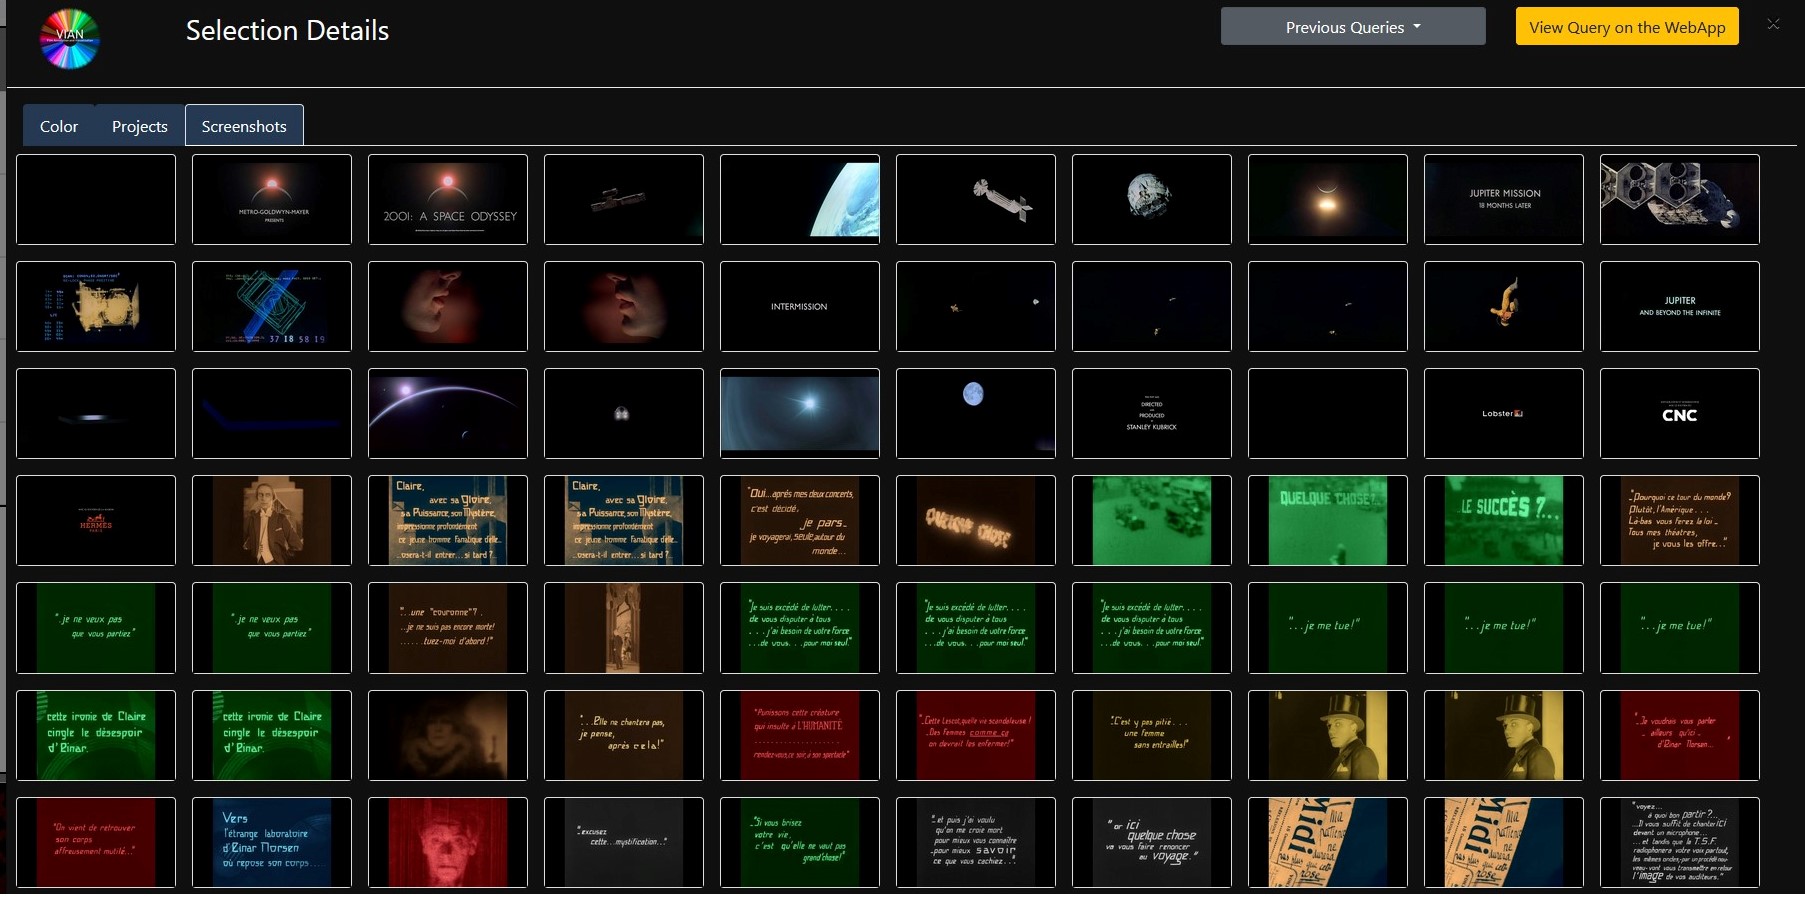 VIAN
Selection Details
Previous Queries
View Query on the WebApp
×
Color
Projects
Screenshots
METRO-GOLDWYN-MAYER
PRESENTS
2001: A SPACE ODYSSEY
JUPITER MISSION
18 MONTHS LATER
37 18 58 19
INTERMISSION
JUPITER
AND BEYOND THE INFINITE
DIRECTED
AND
PRODUCED
STANLEY KUBRICK
Lobster
CNC
HERMÈS
PARIS
Claire,
avec sa Gloire,
sa Puissance, son Mystère,
impressionne profondément
ce jeune homme fanatique d'elle...
...osera-t-il entrer... si tard ?..
Claire,
avec sa Gloire,
sa Puissance, son Mystère,
impressionne profondément
ce jeune homme fanatique d'elle...
...osera-t-il entrer... si tard ?..
"Oui...après mes deux concerts,
c'est décidé,
je pars...
je voyagerai, seule, autour du
monde...
QUELQUE CHOSE
QUELQUE CHOSE?..
LE SUCCÈS ?...
"...Pourquoi ce tour du monde?
Plutôt, l'Amérique...
Là-bas vous ferez la loi...
Tous mes théatres,
je vous les offre..."
"..je ne veux pas
que vous partiez"
"..je ne veux pas
que vous partiez"
"...une "couronne"? .
...je ne suis pas encore morte!
...... tuez-moi d'abord!"
"Je suis excédé de lutter....
de vous disputer à tous
...j'ai besoin de votre Force
...de vous...pour moi seul."
"Je suis excédé de lutter....
de vous disputer à tous
...j'ai besoin de votre Force
...de vous...pour moi seul."
"Je suis excédé de lutter....
de vous disputer à tous
...j'ai besoin de votre Force
...de vous...pour moi seul."
"...je me tue!"
"...je me tue!"
"...je me tue!"
cette ironie de Claire
cingle le désespoir
d'Einar.
cette ironie de Claire
cingle le désespoir
d'Einar.
"...Elle ne chantera pas,
je pense,
après cela!"
"Punissons cette créature
qui insulte à L'HUMANITÉ
rendez-vous, ce soir, à son spectacle"
"...Cette Lescot, quelle vie scandaleuse !
...Des femmes comme ça
on devrait les enfermer!"
"C'est y pas pitié...
une femme
sans entrailles!"
"...Je voudrais vous parler
ailleurs qu'ici...
d'Einar Norsen...
"On vient de retrouver
son corps
affreusement mutilé..."
Vers
l'étrange laboratoire
d'Einar Norsen
où repose son corps...
"...excusez
cette...mystification..."
"Si vous brisez
votre vie,
c'est qu'elle ne vaut pas
grand'chose!"
"...et puis j'ai voulu
qu'on me croie mort
pour mieux vous connaître
...pour mieux savoir
ce que vous cachiez..."
"or ici
quelque chose
va vous faire renoncer
au voyage."
Midi
Midi
"voyez...
à quoi bon partir ?...
...Il vous suffit de chanter ICI
devant un microphone...
...et tandis que la T.S.F.
radiophonera votre voix partout,
les mêmes ondes, par un procédé nou-
veau vont vous transmettre en retour
l'image de vos auditeurs."